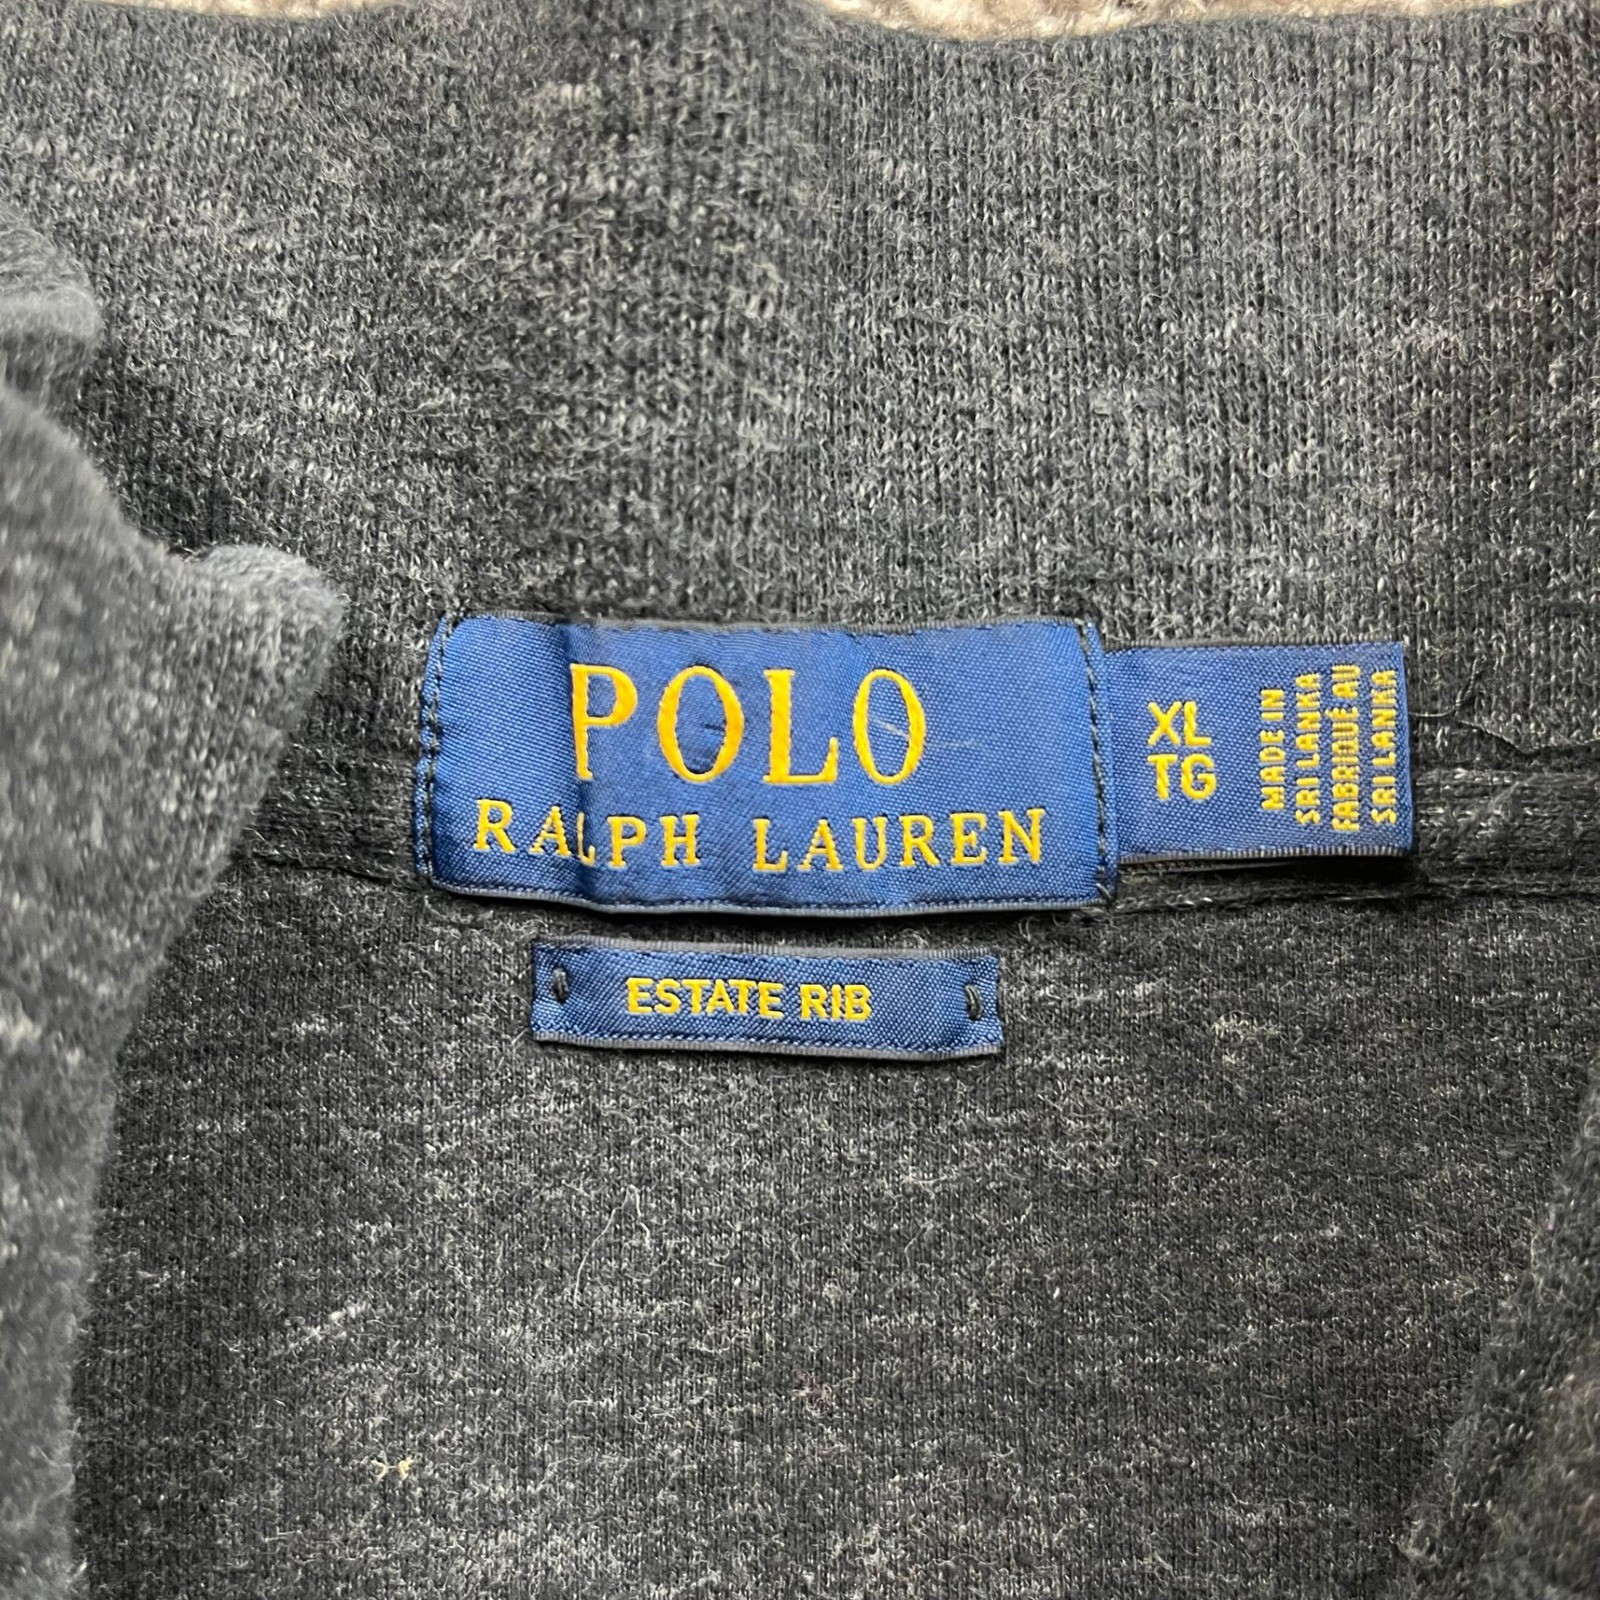 POLO
RALPH LAUREN
XL
TG
MADE IN
SRI LANKA
FABRIQUÉ AU
SRI LANKA
ESTATE RIB